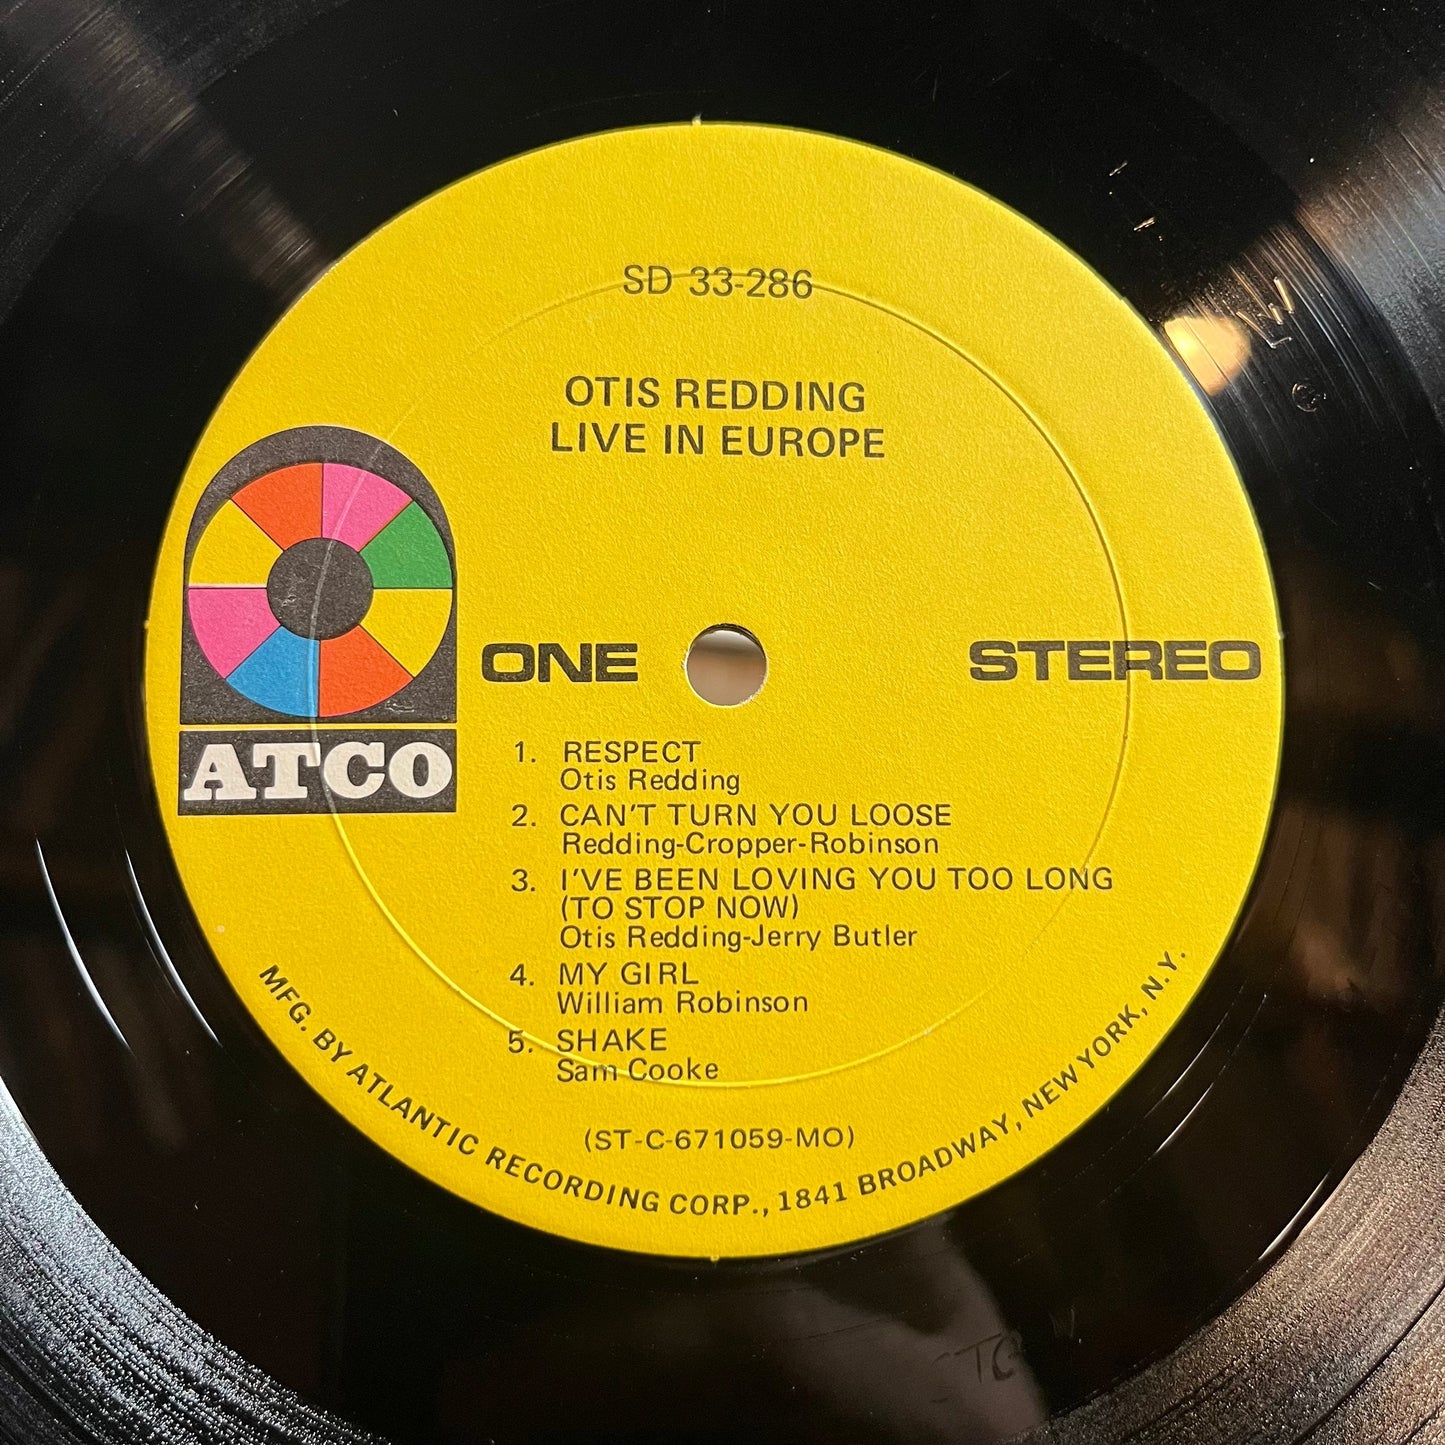 SD 33-286
OTIS REDDING
LIVE IN EUROPE
ATCO
ONE
STEREO
1. RESPECT
Otis Redding
2. CAN'T TURN YOU LOOSE
Redding-Cropper-Robinson
3. I'VE BEEN LOVING YOU TOO LONG
(TO STOP NOW)
Otis Redding-Jerry Butler
4. MY GIRL
William Robinson
5. SHAKE
Sam Cooke
(ST-C-671059-MO)
MFG. BY ATLANTIC RECORDING CORP., 1841 BROADWAY, NEW YORK, N.Y.